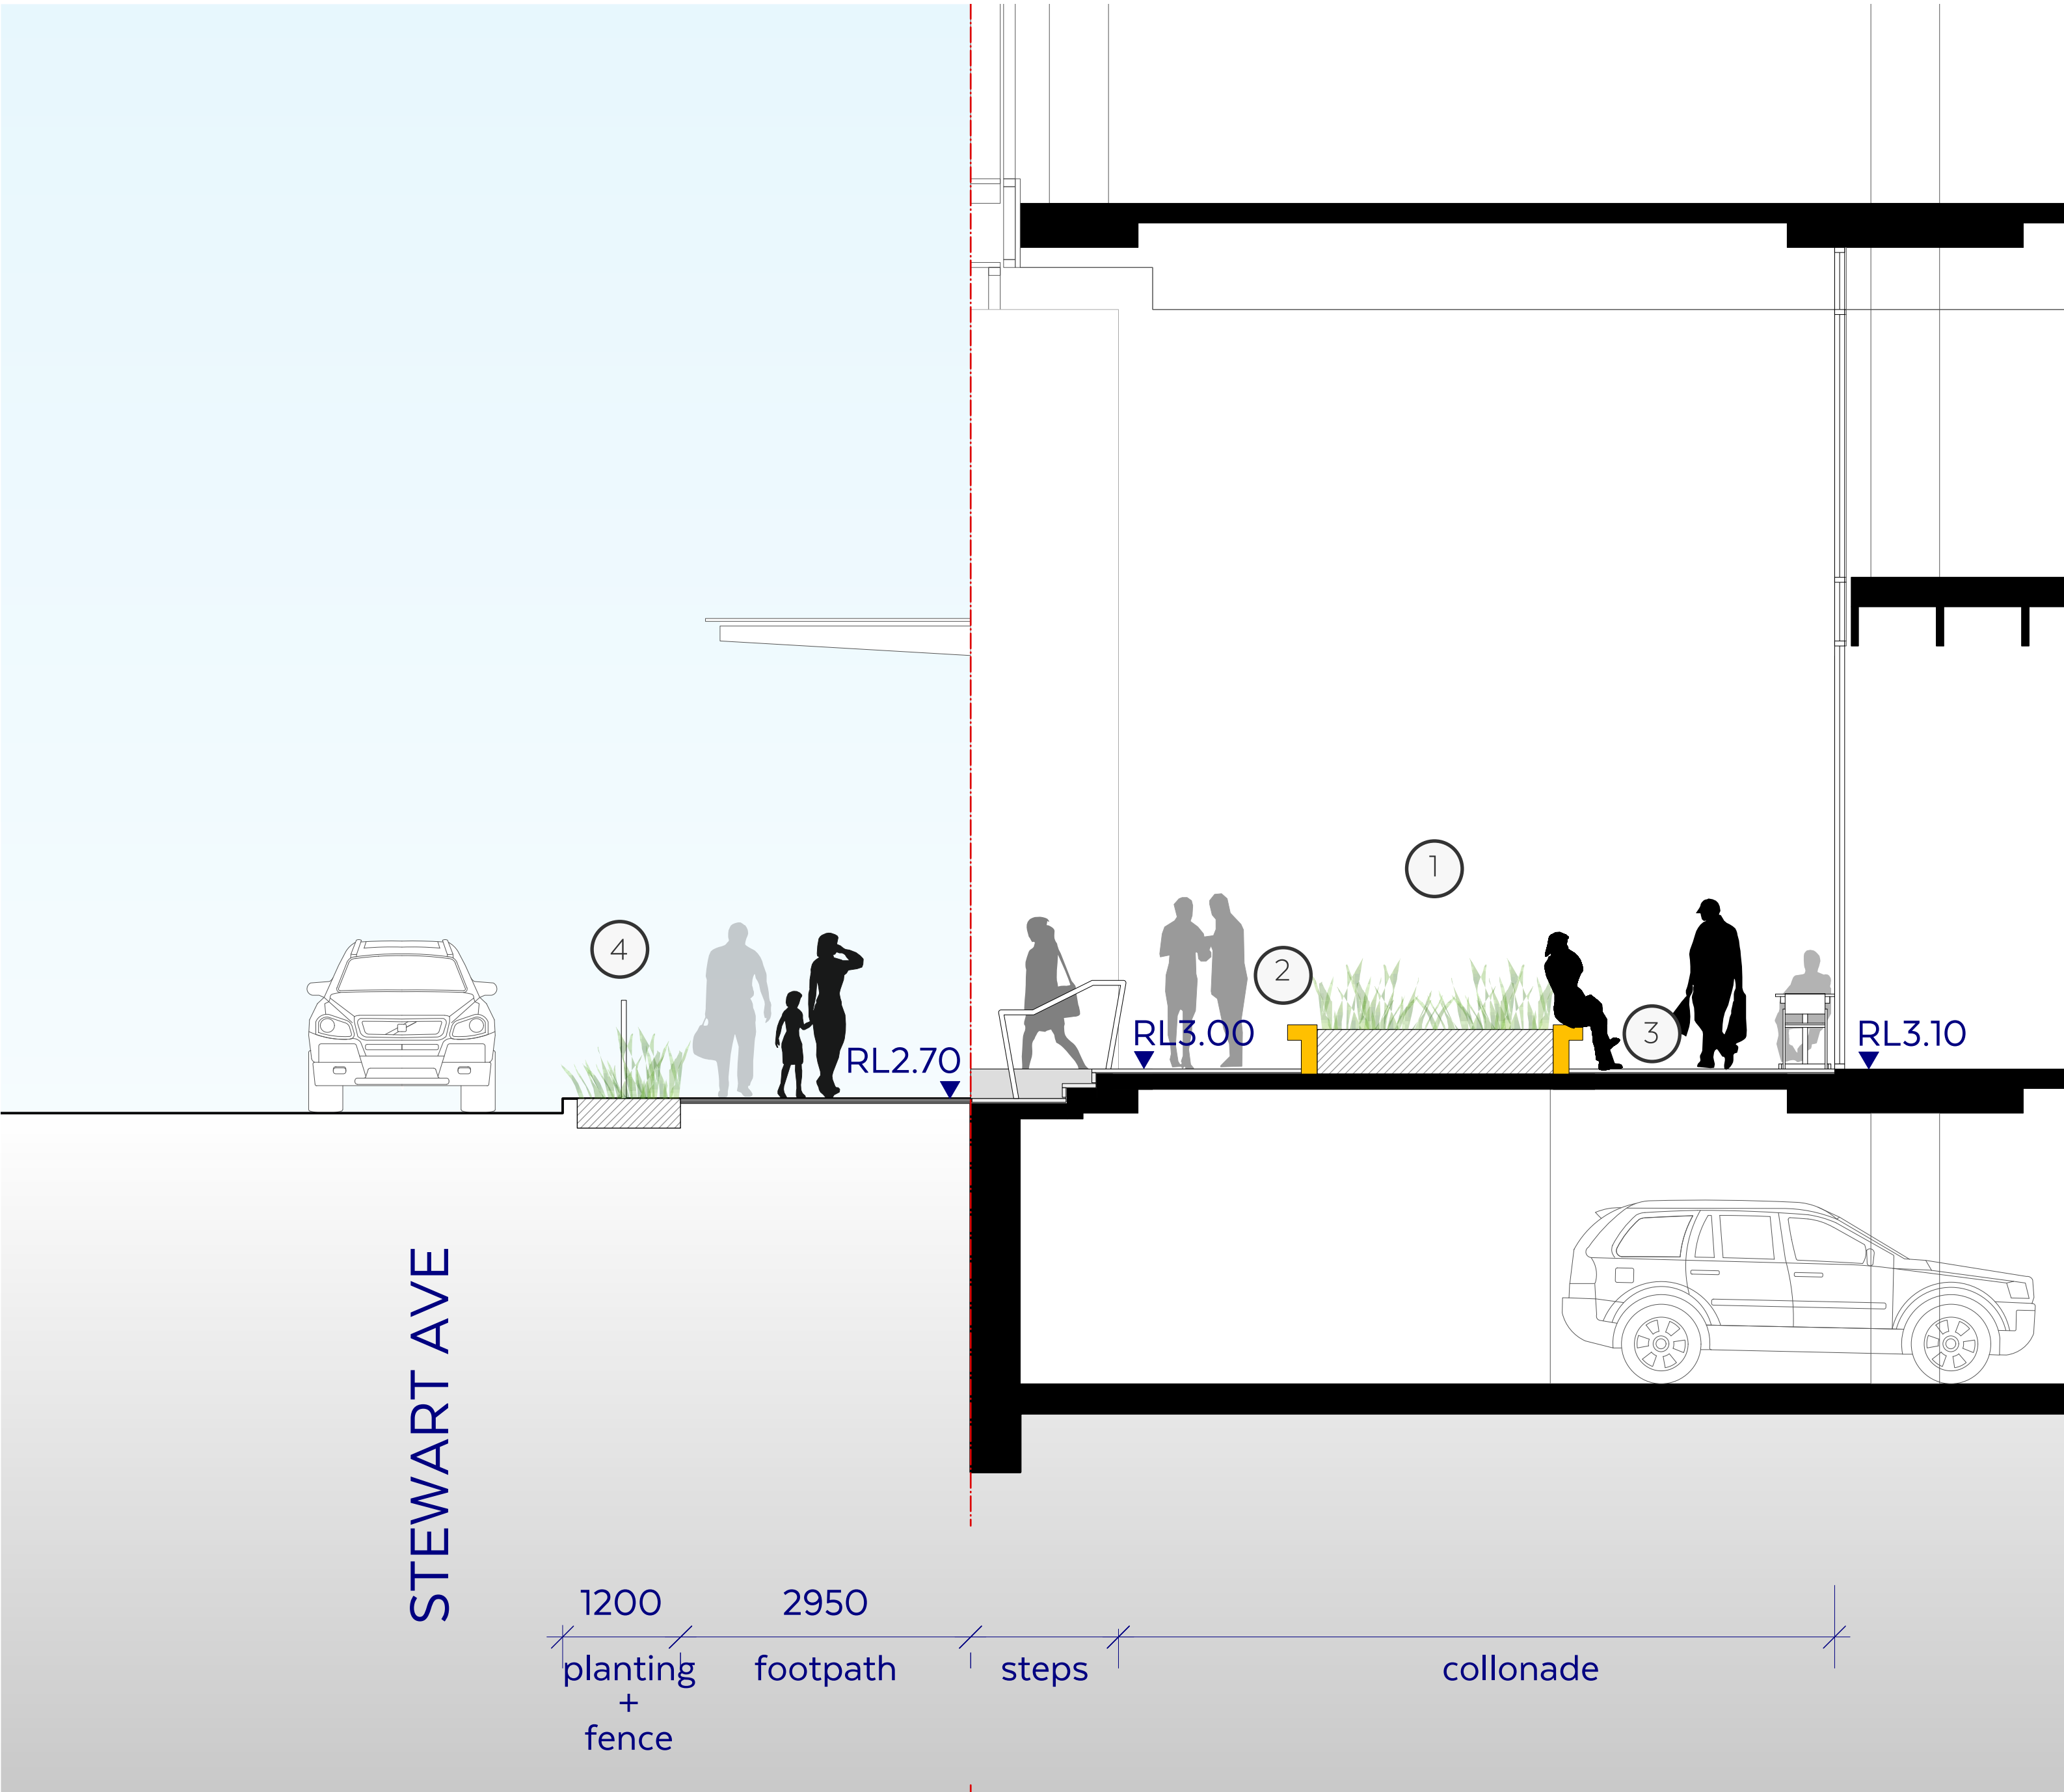 1
4
2
3
RL2.70
RL3.00
RL3.10
STEWART AVE
1200
2950
planting
+
fence
footpath
steps
collonade